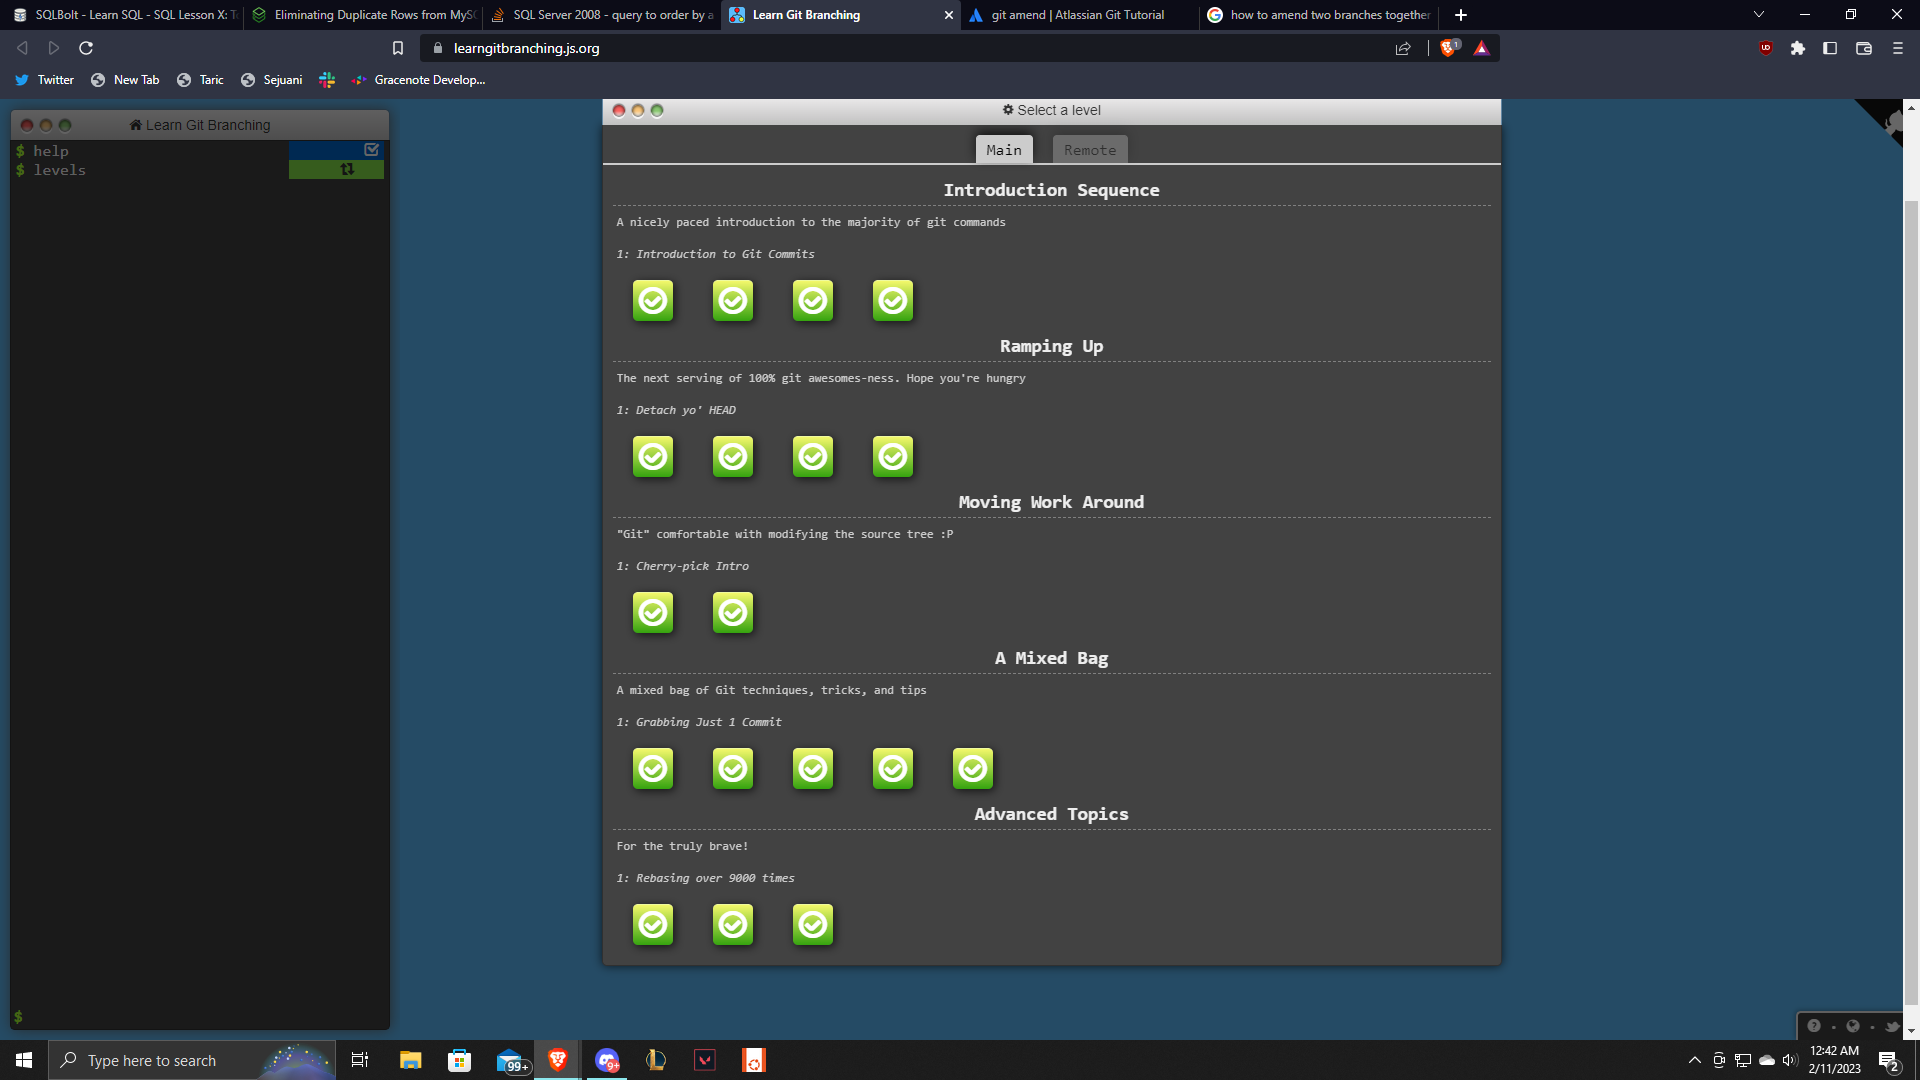 SQLBolt - Learn SQL - SQL Lesson X: T
Eliminating Duplicate Rows from MyS
SQL Server 2008 - query to order by a
Learn Git Branching
git amend | Atlassian Git Tutorial
how to amend two branches together
learngitbranching.js.org
1
Twitter
New Tab
Taric
Sejuani
Gracenote Develop...
Learn Git Branching
$ help
$ levels
$
Select a level
Main
Remote
Introduction Sequence
A nicely paced introduction to the majority of git commands
1: Introduction to Git Commits
Ramping Up
The next serving of 100% git awesomes-ness. Hope you're hungry
1: Detach yo' HEAD
Moving Work Around
"Git" comfortable with modifying the source tree :P
1: Cherry-pick Intro
A Mixed Bag
A mixed bag of Git techniques, tricks, and tips
1: Grabbing Just 1 Commit
Advanced Topics
For the truly brave!
1: Rebasing over 9000 times
Type here to search
99+
9+
12:42 AM
2/11/2023
2